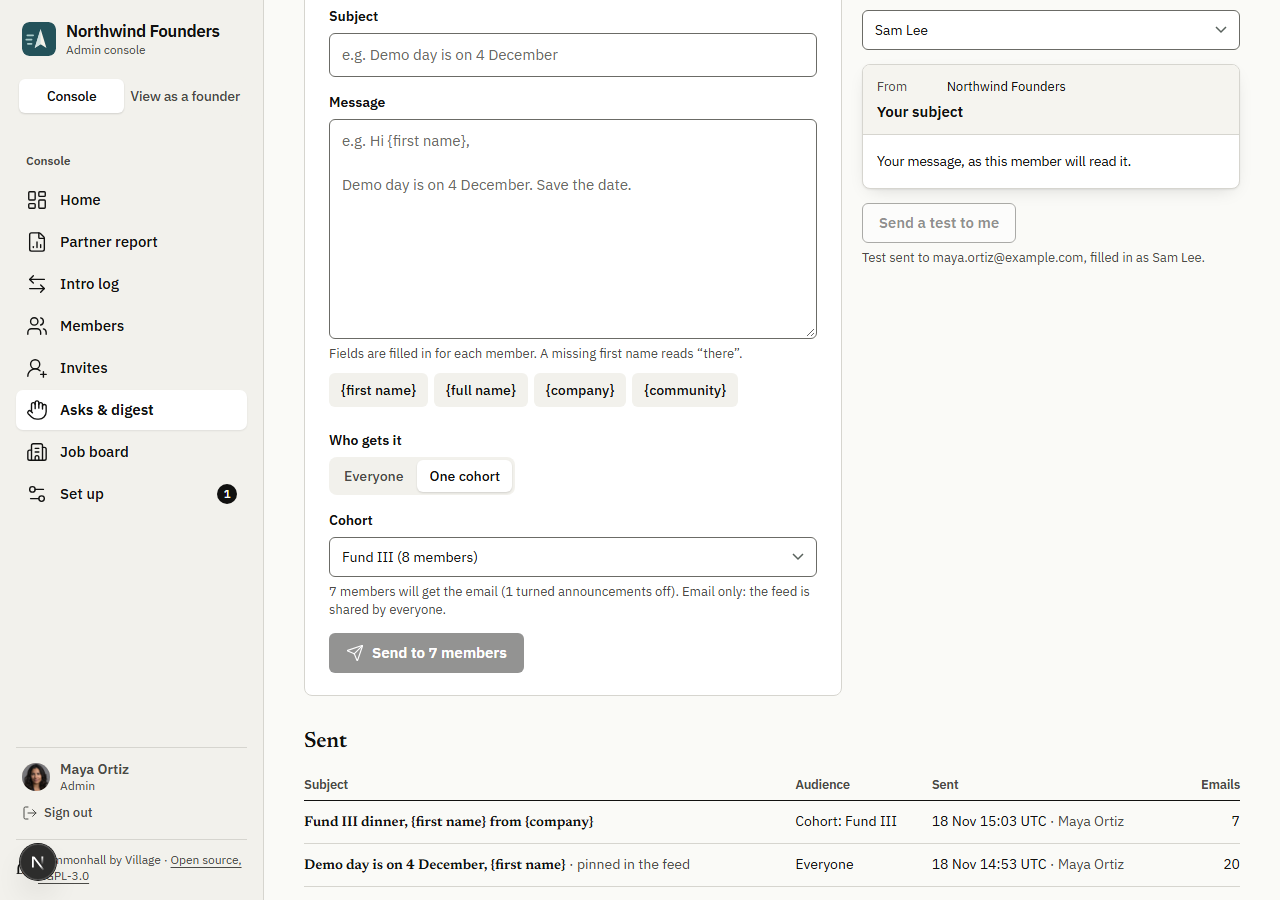 Northwind Founders
Admin console
Console
View as a founder
Console
Home
Partner report
Intro log
Members
Invites
Asks & digest
Job board
Set up
1
Maya Ortiz
Admin
Sign out
N
mmonhall by Village · Open source,
GPL-3.0
Subject
e.g. Demo day is on 4 December
Message
e.g. Hi {first name},
Demo day is on 4 December. Save the date.
Fields are filled in for each member. A missing first name reads “there”.
{first name}
{full name}
{company}
{community}
Who gets it
Everyone
One cohort
Cohort
Fund III (8 members)
7 members will get the email (1 turned announcements off). Email only: the feed is
shared by everyone.
Send to 7 members
Sam Lee
From Northwind Founders
Your subject
Your message, as this member will read it.
Send a test to me
Test sent to maya.ortiz@example.com, filled in as Sam Lee.
Sent
Subject Audience Sent Emails
Fund III dinner, {first name} from {company} Cohort: Fund III 18 Nov 15:03 UTC · Maya Ortiz 7
Demo day is on 4 December, {first name} · pinned in the feed Everyone 18 Nov 14:53 UTC · Maya Ortiz 20